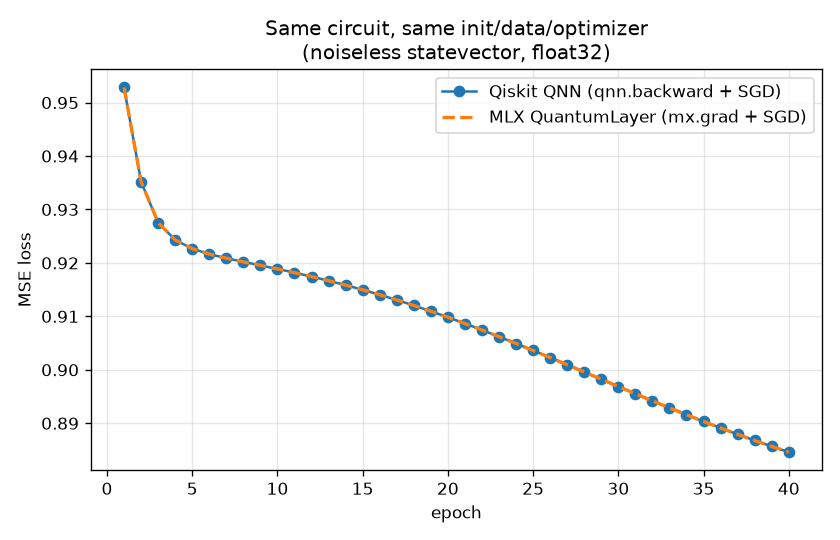 Same circuit, same init/data/optimizer
(noiseless statevector, float32)
Qiskit QNN (qnn.backward + SGD)
MLX QuantumLayer (mx.grad + SGD)
MSE loss
0.95
0.94
0.93
0.92
0.91
0.90
0.89
0 5 10 15 20 25 30 35 40
epoch